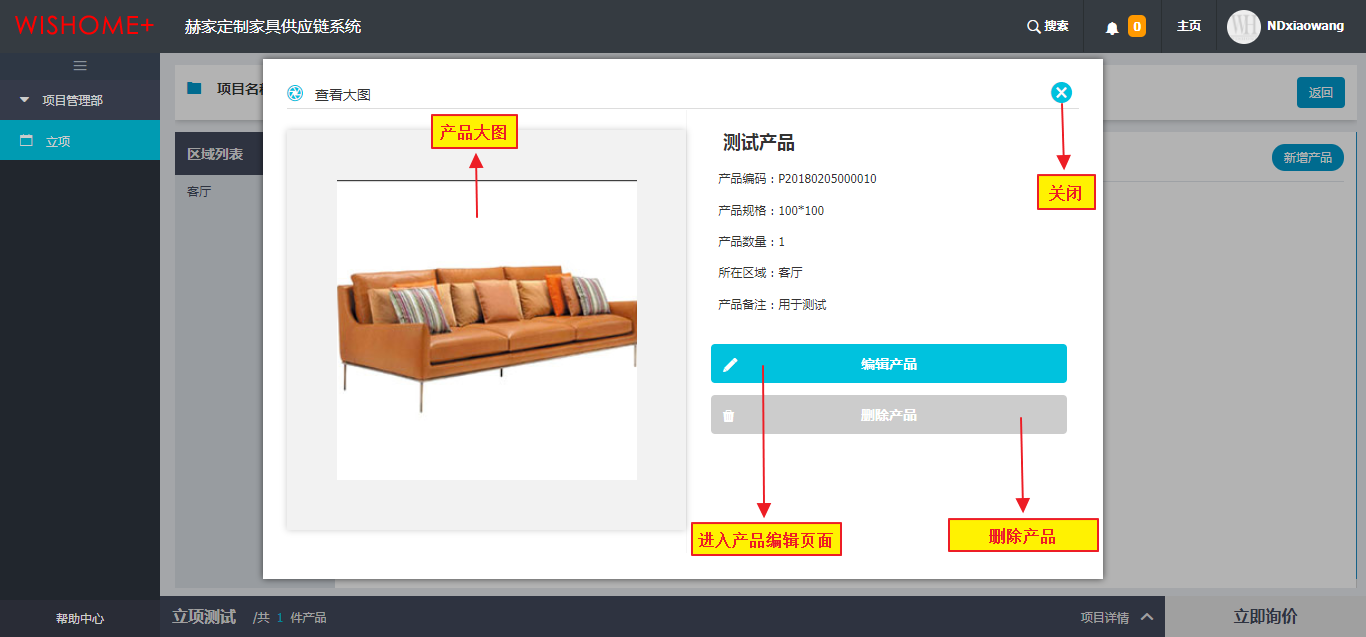 WISHOME+
赫家定制家具供应链系统
搜索
0
主页
NDxiaowang
项目管理部
立项
帮助中心
项目名
返回
区域列表
客厅
新增产品
查看大图
产品大图
关闭
测试产品
产品编码：P20180205000010
产品规格：100*100
产品数量：1
所在区域：客厅
产品备注：用于测试
编辑产品
删除产品
进入产品编辑页面
删除产品
立项测试 /共 1 件产品
项目详情
立即询价